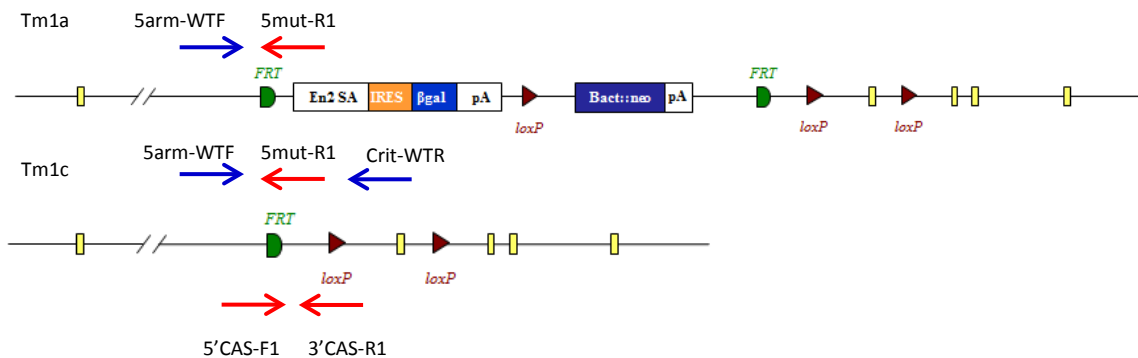 Tm1a
5arm-WTF 5mut-R1
FRT FRT
En2 SA IRES βgal pA Bact::neo pA
loxP loxP loxP
Tm1c
5arm-WTF 5mut-R1 Crit-WTR
FRT
loxP loxP
5'CAS-F1 3'CAS-R1